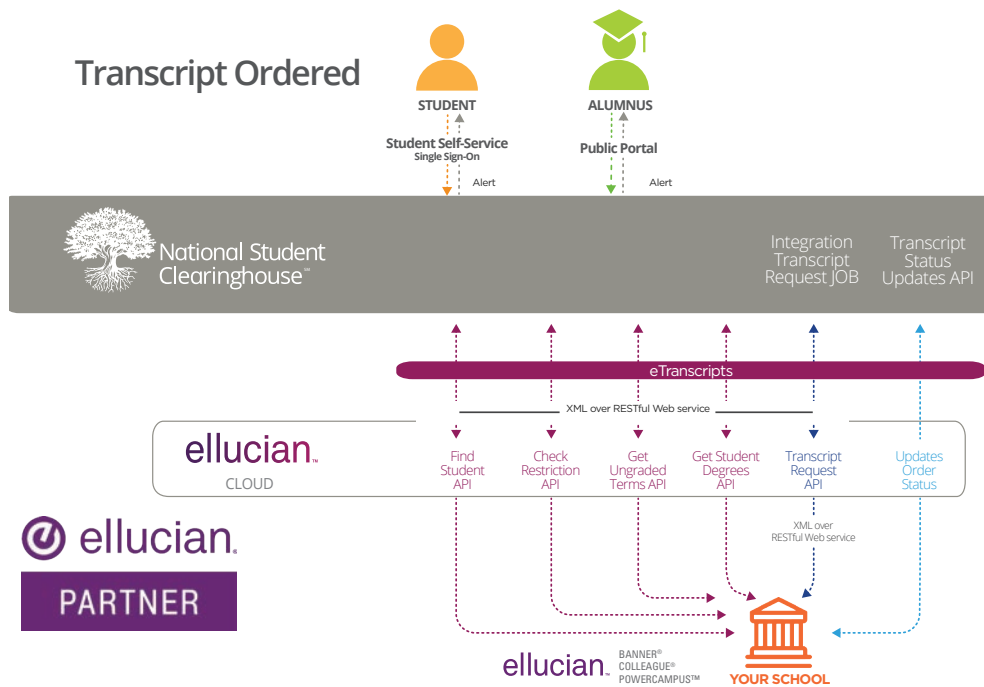 Transcript Ordered
STUDENT
ALUMNUS
Student Self-Service
Single Sign-On
Public Portal
Alert
Alert
National Student
Clearinghouse℠
Integration
Transcript
Request JOB
Transcript
Status
Updates API
eTranscripts
XML over RESTful Web service
ellucian™
CLOUD
Find
Student
API
Check
Restriction
API
Get
Ungraded
Terms API
Get Student
Degrees
API
Transcript
Request
API
Updates
Order
Status
XML over
RESTful Web service
ellucian®
PARTNER
ellucian™
BANNER®
COLLEAGUE®
POWERCAMPUS™
YOUR SCHOOL